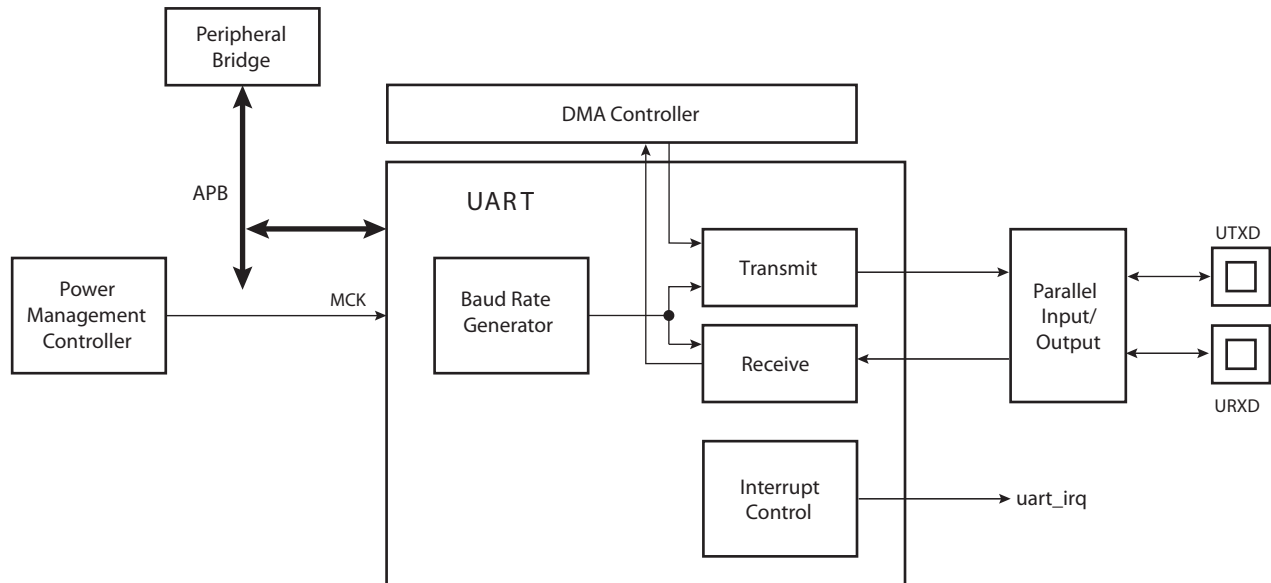 Peripheral
Bridge
DMA Controller
APB
UART
UTXD
Transmit
Power
Management
Controller
MCK
Baud Rate
Generator
Parallel
Input/
Output
Receive
URXD
Interrupt
Control
uart_irq